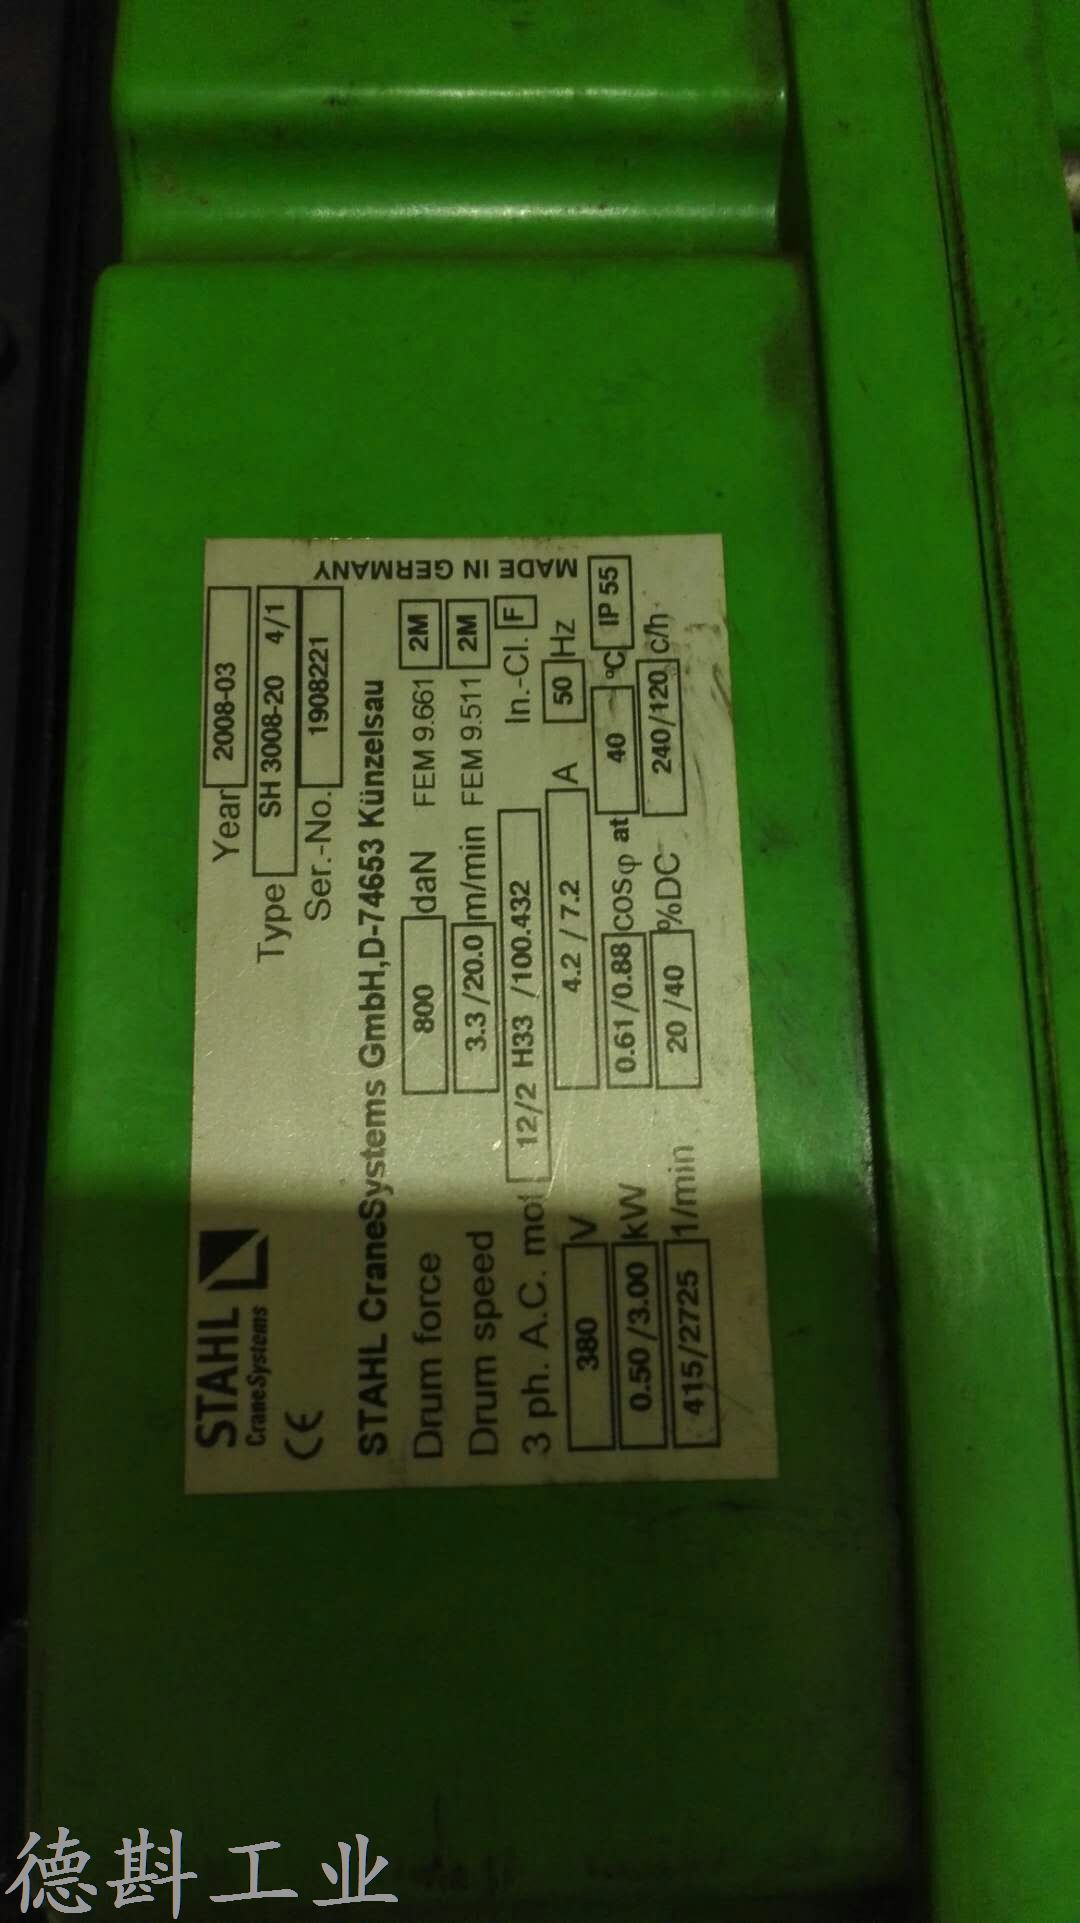 STAHL
CraneSystems
CE
Year 2008-03
Type SH 3008-20 4/1
Ser.-No. 1908221
MADE IN GERMANY
STAHL CraneSystems GmbH,D-74653 Künzelsau
Drum force 800 daN FEM 9.661 2M
Drum speed 3.3 /20.0 m/min FEM 9.511 2M
3 ph. A.C. mot 12/2 H33 /100.432 In.-Cl. F
380 V 4.2 / 7.2 A 50 Hz
0.50 /3.00 kW 0.61/0.88 cosφ at 40 °C IP 55
415/2725 1/min 20 /40 %DC 240/120 c/h
德斟工业